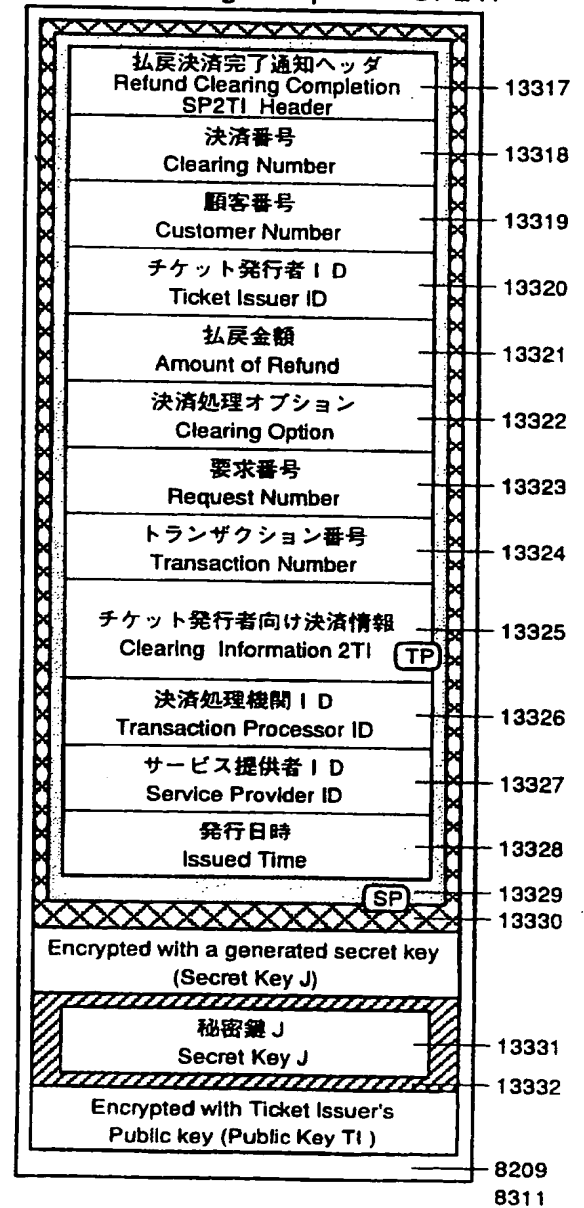 払戻決済完了通知ヘッダ
Refund Clearing Completion
SP2TI Header
13317
決済番号
Clearing Number
13318
顧客番号
Customer Number
13319
チケット発行者ID
Ticket Issuer ID
13320
払戻金額
Amount of Refund
13321
決済処理オプション
Clearing Option
13322
要求番号
Request Number
13323
トランザクション番号
Transaction Number
13324
チケット発行者向け決済情報
Clearing Information 2TI
TP
13325
決済処理機関ID
Transaction Processor ID
13326
サービス提供者ID
Service Provider ID
13327
発行日時
Issued Time
13328
SP
13329
13330
Encrypted with a generated secret key
(Secret Key J)
秘密鍵J
Secret Key J
13331
13332
Encrypted with Ticket Issuer's
Public key (Public Key TI )
8209
8311